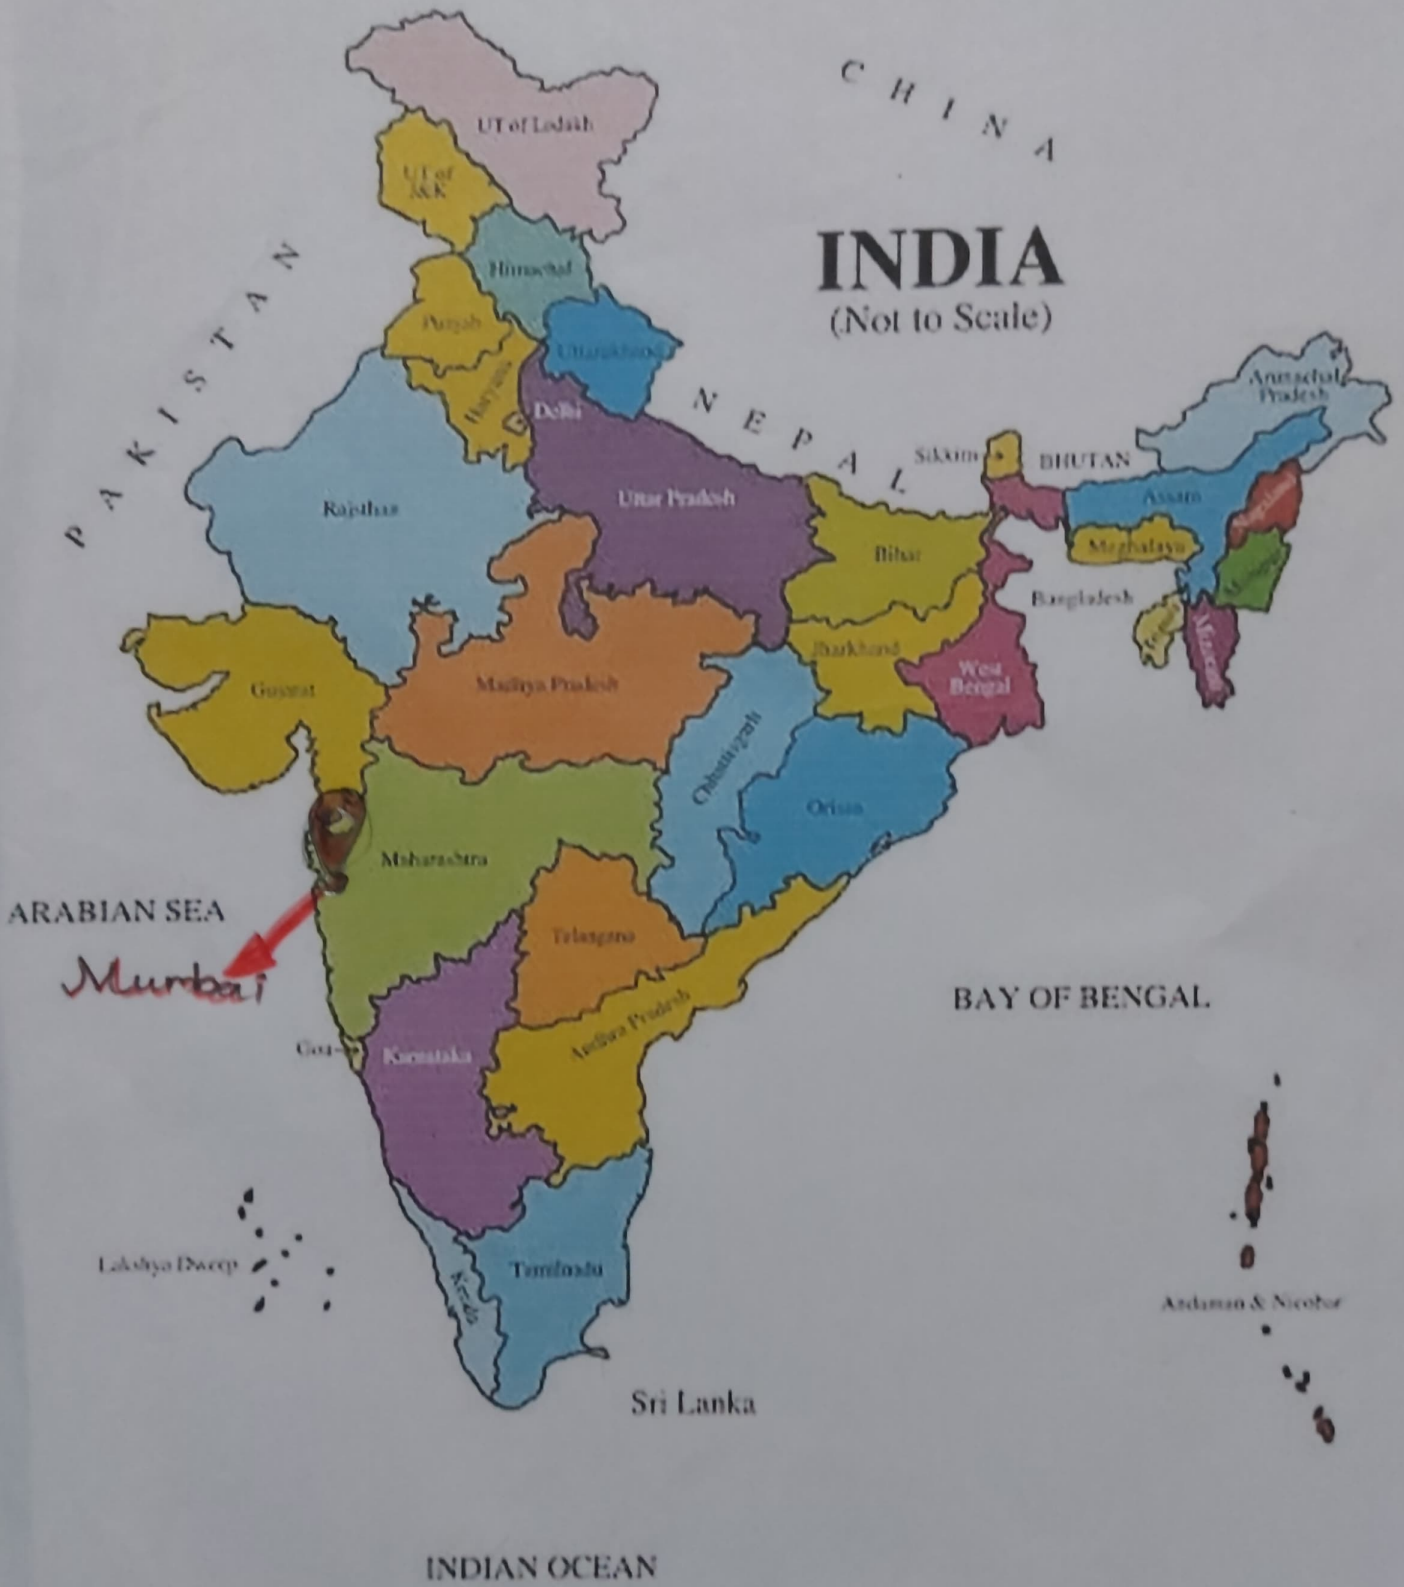 CHINA
UT of Ladakh
UT of
J&K
PAKISTAN
INDIA
(Not to Scale)
Himachal
Punjab
Uttarakhand
Haryana
Delhi
NEPAL
Arunachal
Pradesh
Sikkim
BHUTAN
Assam
Nagaland
Rajsthan
Uttar Pradesh
Bihar
Meghalaya
Bangladesh
Mizoram
Gujarat
Madhya Pradesh
Jharkhand
West
Bengal
Chhattisgarh
Orissa
Maharashtra
ARABIAN SEA
Mumbai
Telangana
Andhra Pradesh
BAY OF BENGAL
Goa
Karnataka
Lakshya Dweep
Kerala
Tamilnadu
Andaman & Nicobar
Sri Lanka
INDIAN OCEAN